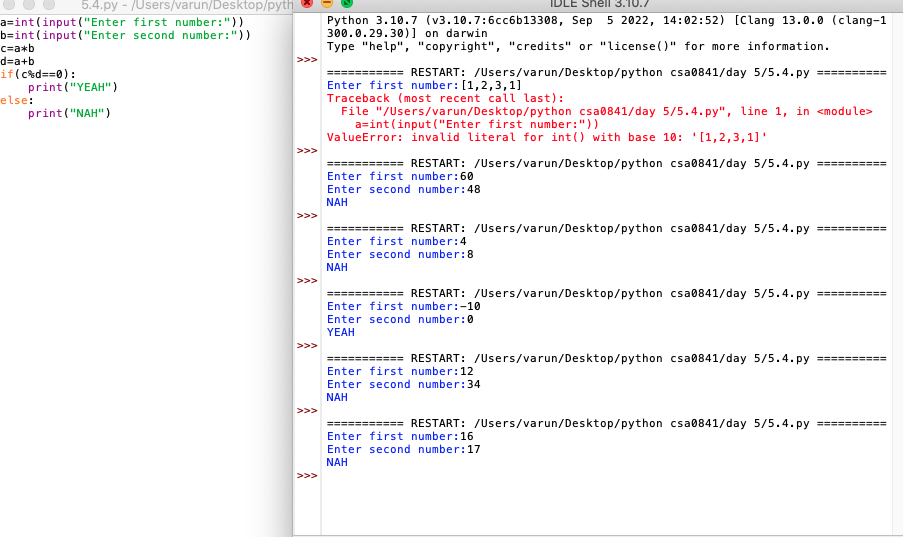 5.4.py - /Users/varun/Desktop/pyth
a=int(input("Enter first number:"))
b=int(input("Enter second number:"))
c=a*b
d=a+b
if(c%d==0):
    print("YEAH")
else:
    print("NAH")
IDLE Shell 3.10.7
Python 3.10.7 (v3.10.7:6cc6b13308, Sep  5 2022, 14:02:52) [Clang 13.0.0 (clang-1
300.0.29.30)] on darwin
Type "help", "copyright", "credits" or "license()" for more information.
>>>
=========== RESTART: /Users/varun/Desktop/python csa0841/day 5/5.4.py ==========
Enter first number:[1,2,3,1]
Traceback (most recent call last):
  File "/Users/varun/Desktop/python csa0841/day 5/5.4.py", line 1, in <module>
    a=int(input("Enter first number:"))
ValueError: invalid literal for int() with base 10: '[1,2,3,1]'
>>>
=========== RESTART: /Users/varun/Desktop/python csa0841/day 5/5.4.py ==========
Enter first number:60
Enter second number:48
NAH
>>>
=========== RESTART: /Users/varun/Desktop/python csa0841/day 5/5.4.py ==========
Enter first number:4
Enter second number:8
NAH
>>>
=========== RESTART: /Users/varun/Desktop/python csa0841/day 5/5.4.py ==========
Enter first number:-10
Enter second number:0
YEAH
>>>
=========== RESTART: /Users/varun/Desktop/python csa0841/day 5/5.4.py ==========
Enter first number:12
Enter second number:34
NAH
>>>
=========== RESTART: /Users/varun/Desktop/python csa0841/day 5/5.4.py ==========
Enter first number:16
Enter second number:17
NAH
>>>